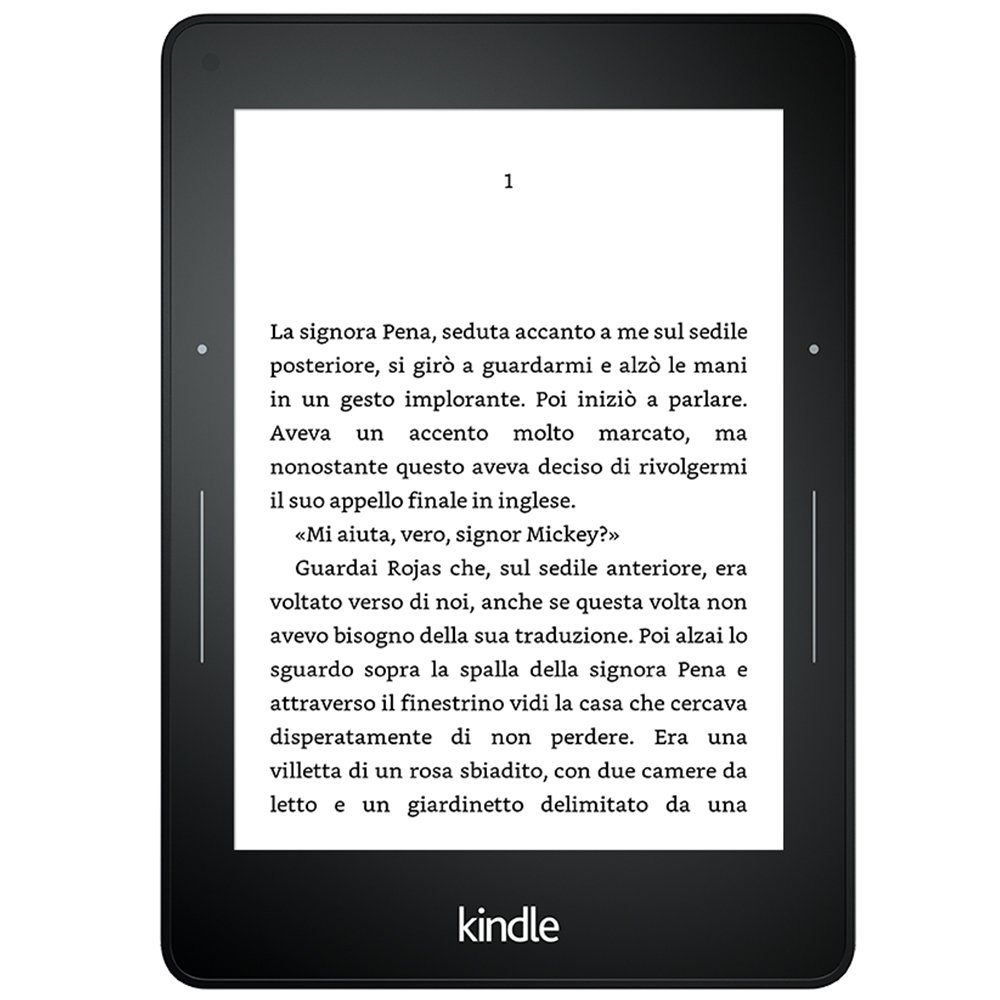 1
La signora Pena, seduta accanto a me sul sedile
posteriore, si girò a guardarmi e alzò le mani
in un gesto implorante. Poi iniziò a parlare.
Aveva un accento molto marcato, ma
nonostante questo aveva deciso di rivolgermi
il suo appello finale in inglese.
«Mi aiuta, vero, signor Mickey?»
Guardai Rojas che, sul sedile anteriore, era
voltato verso di noi, anche se questa volta non
avevo bisogno della sua traduzione. Poi alzai lo
sguardo sopra la spalla della signora Pena e
attraverso il finestrino vidi la casa che cercava
disperatamente di non perdere. Era una
villetta di un rosa sbiadito, con due camere da
letto e un giardinetto delimitato da una
kindle